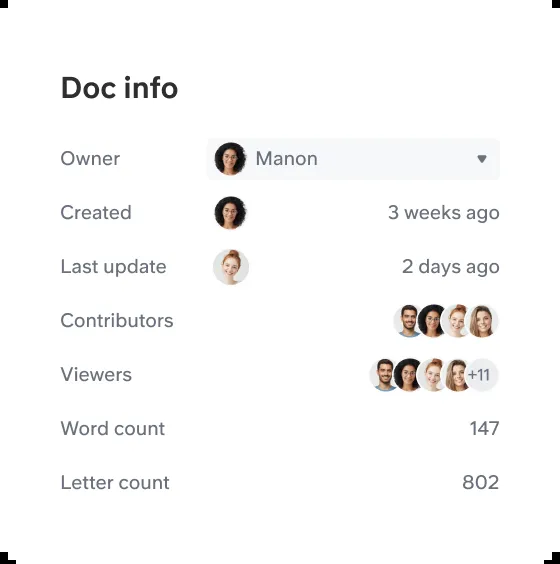 Doc info
Owner Manon
Created 3 weeks ago
Last update 2 days ago
Contributors
Viewers +11
Word count 147
Letter count 802